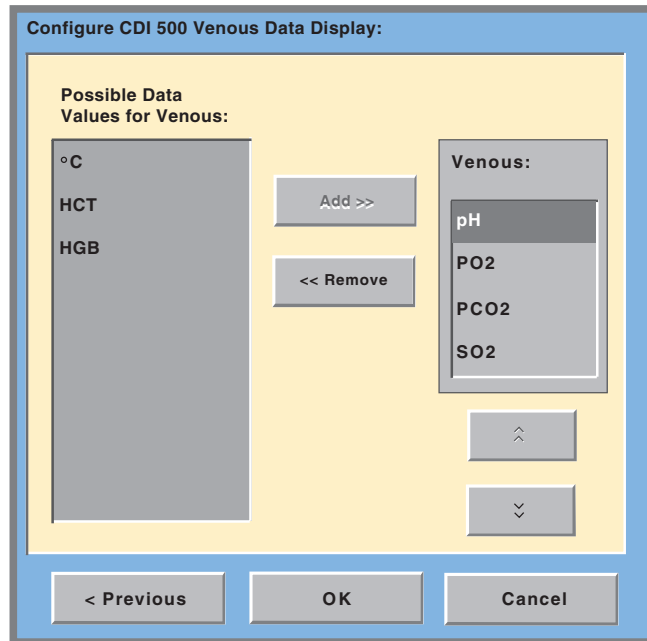 Configure CDI 500 Venous Data Display:
Possible Data
Values for Venous:
°C
HCT
HGB
Add >>
<< Remove
Venous:
pH
PO2
PCO2
SO2
< Previous
OK
Cancel